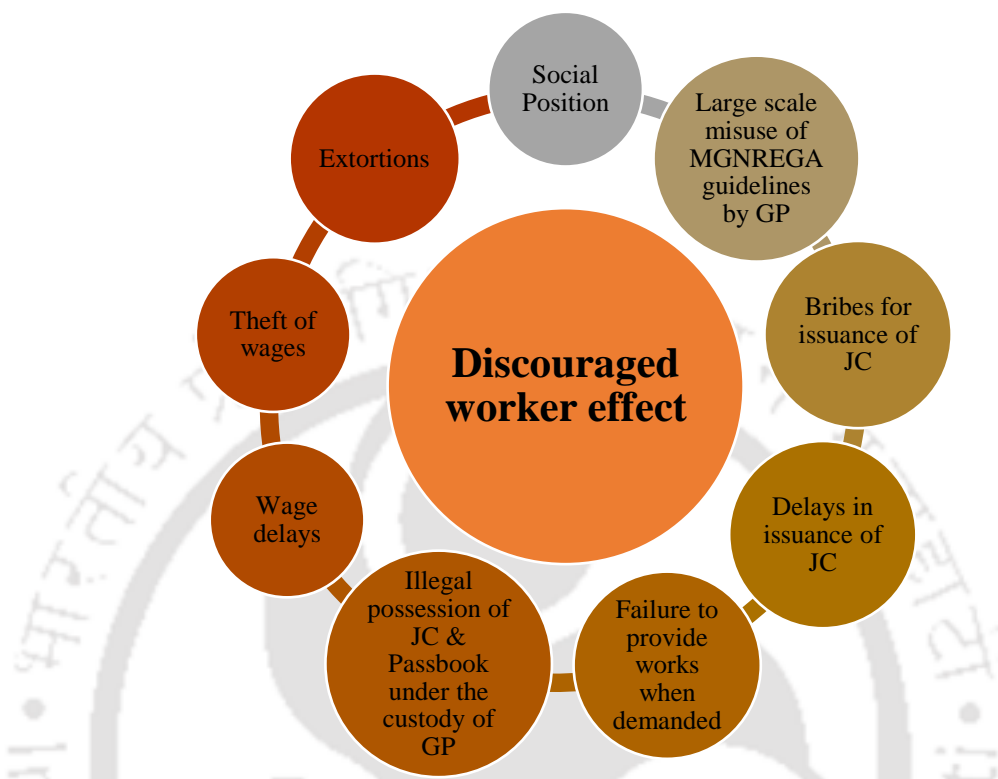 Social
Position
Large scale
misuse of
MGNREGA
guidelines
by GP
Bribes for
issuance of
JC
Delays in
issuance of
JC
Failure to
provide
works
when
demanded
Illegal
possession of
JC &
Passbook
under the
custody of
GP
Wage
delays
Theft of
wages
Extortions
Discouraged
worker effect